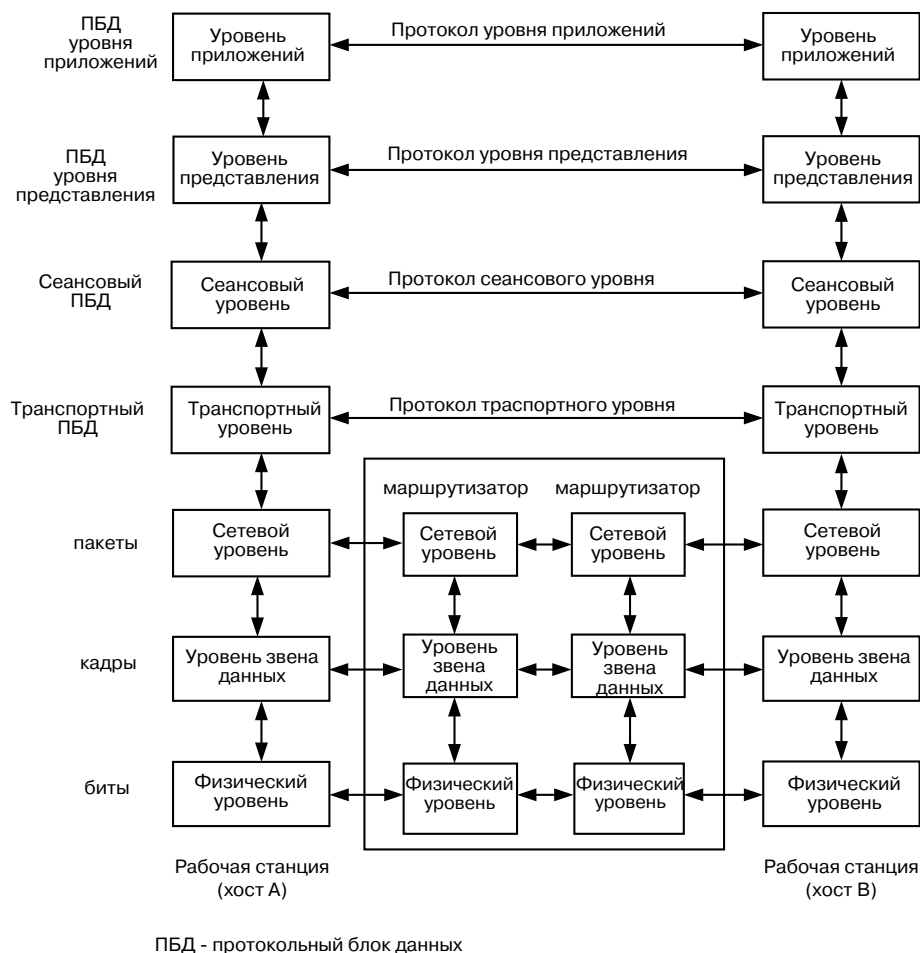 ПБД
уровня
приложений
Уровень
приложений
Протокол уровня приложений
Уровень
приложений
ПБД
уровня
представления
Уровень
представления
Протокол уровня представления
Уровень
представления
Сеансовый
ПБД
Сеансовый
уровень
Протокол сеансового уровня
Сеансовый
уровень
Транспортный
ПБД
Транспортный
уровень
Протокол траспортного уровня
Транспортный
уровень
маршрутизатор
маршрутизатор
пакеты
Сетевой
уровень
Сетевой
уровень
Сетевой
уровень
Сетевой
уровень
кадры
Уровень звена
данных
Уровень
звена
данных
Уровень
звена
данных
Уровень звена
данных
биты
Физический
уровень
Физический
уровень
Физический
уровень
Физический
уровень
Рабочая станция
(хост А)
Рабочая станция
(хост В)
ПБД - протокольный блок данных